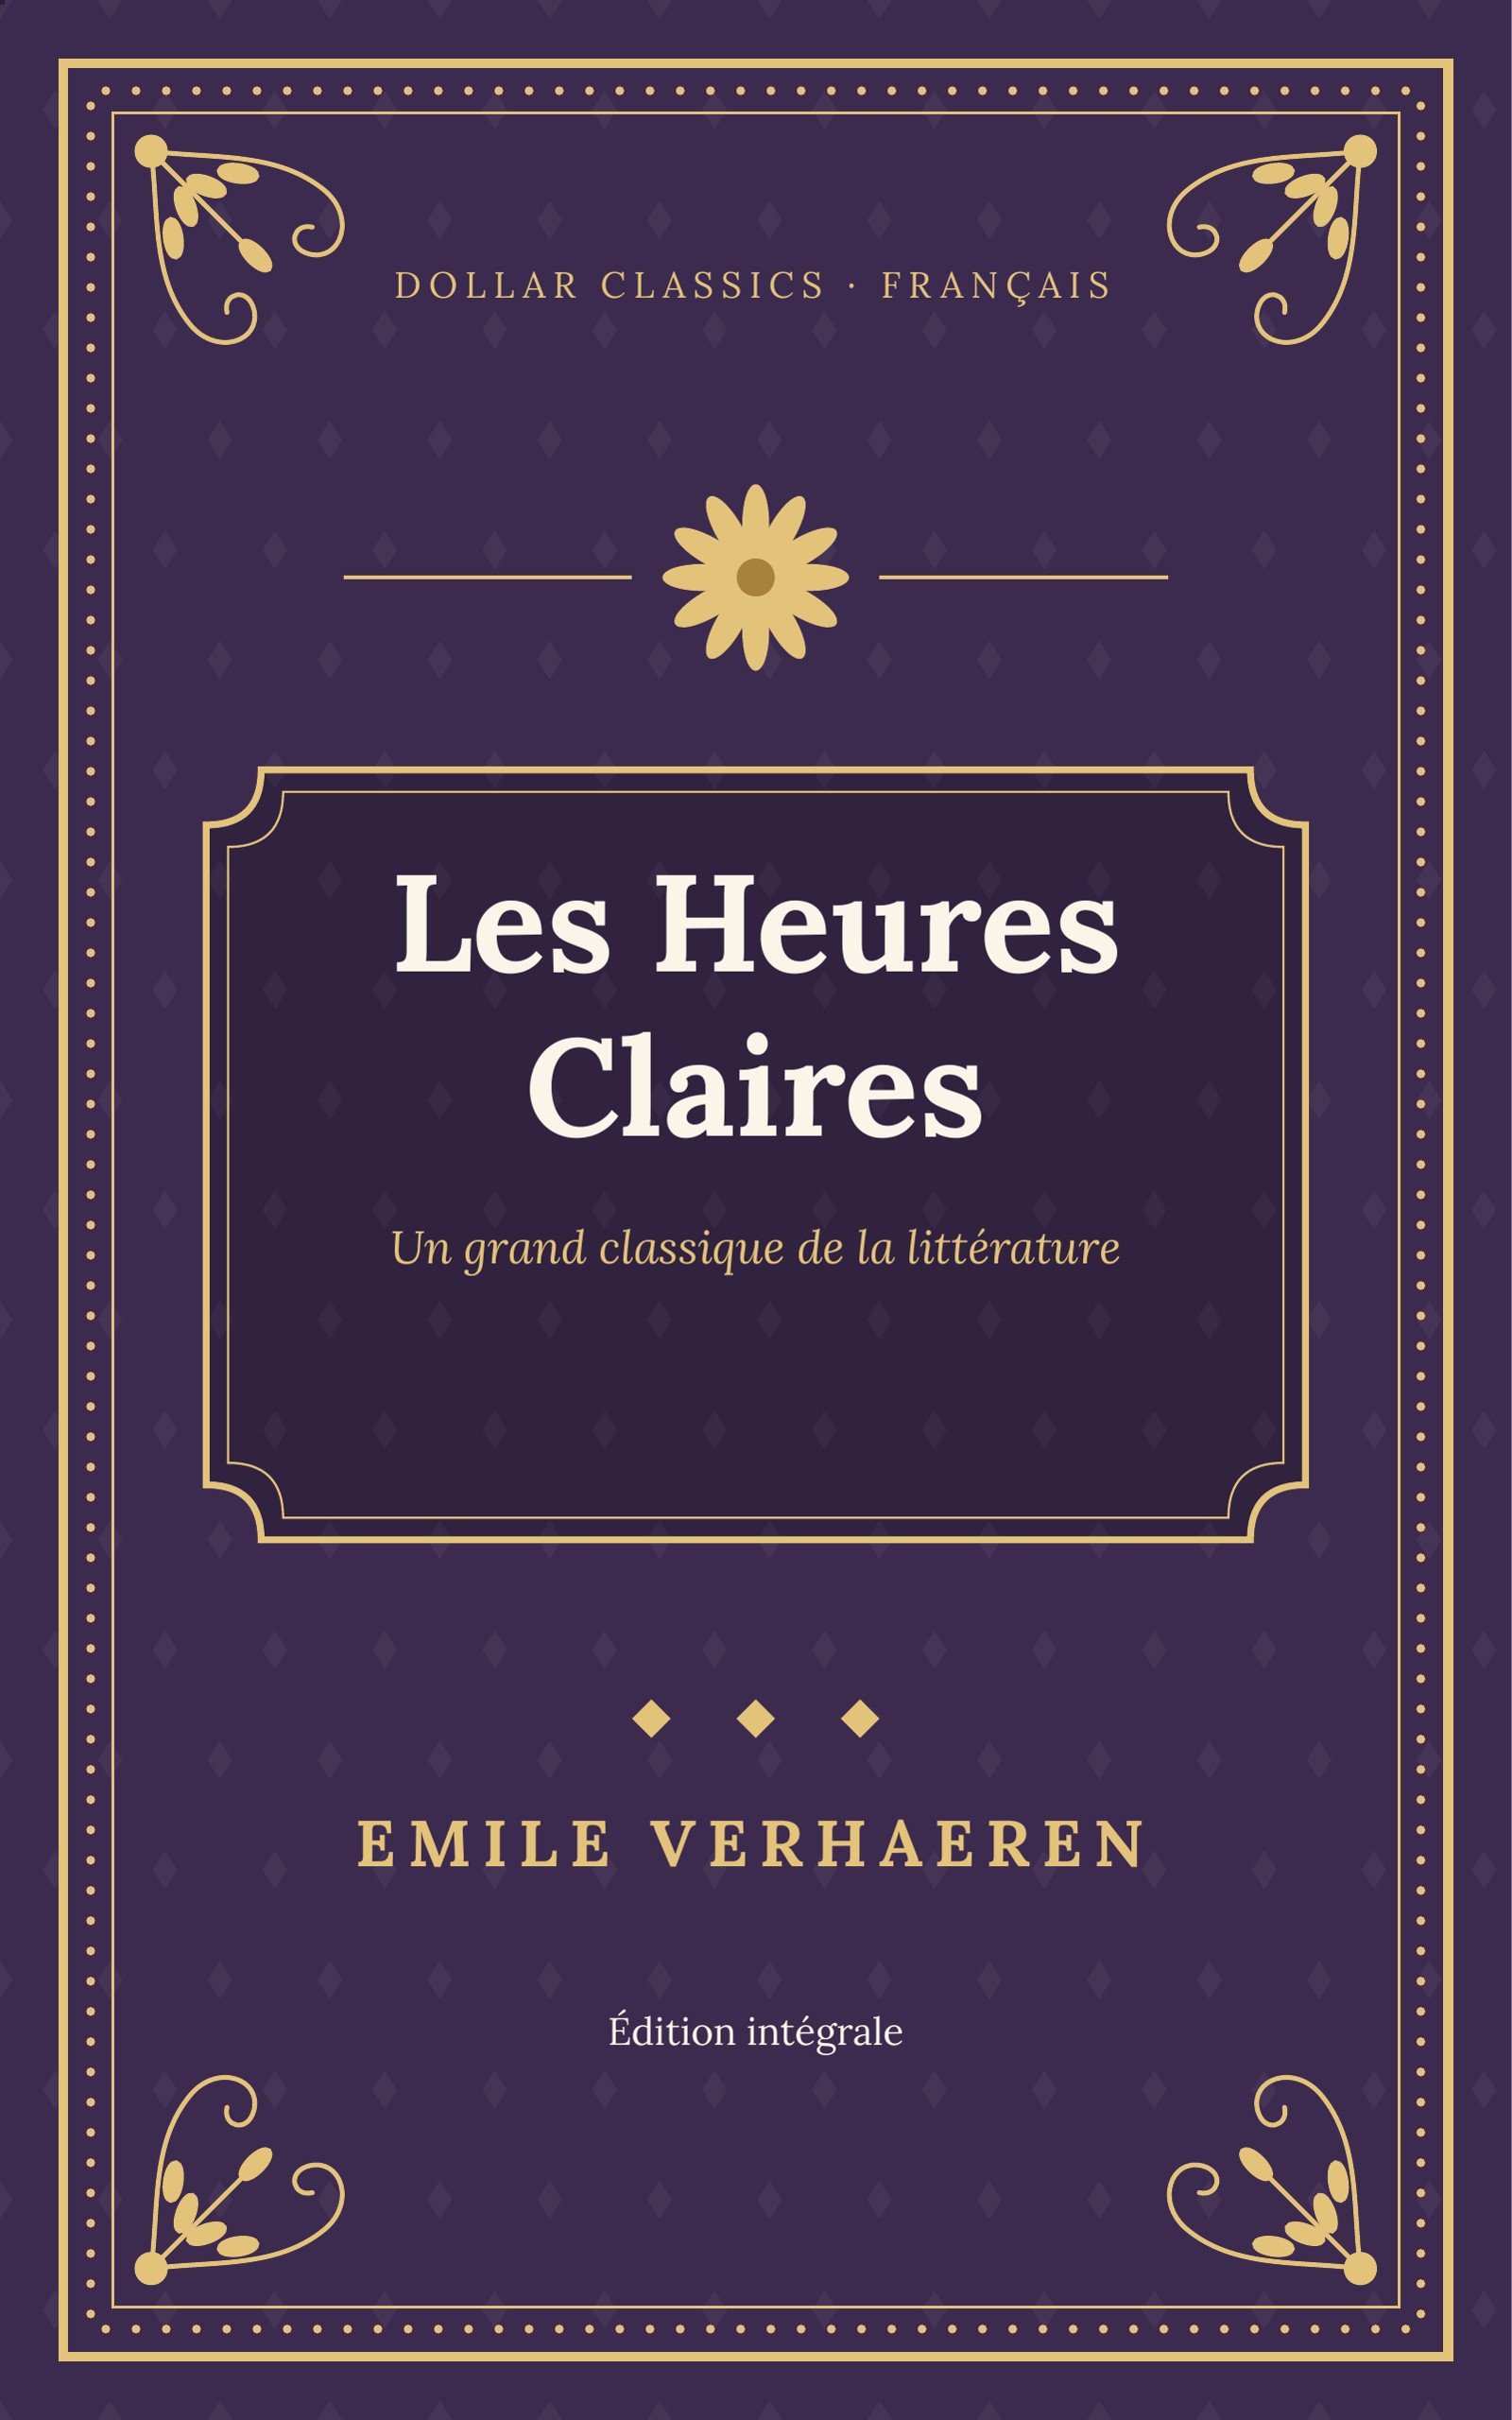 DOLLAR CLASSICS · FRANÇAIS
Les Heures
Claires
Un grand classique de la littérature
EMILE VERHAEREN
Édition intégrale